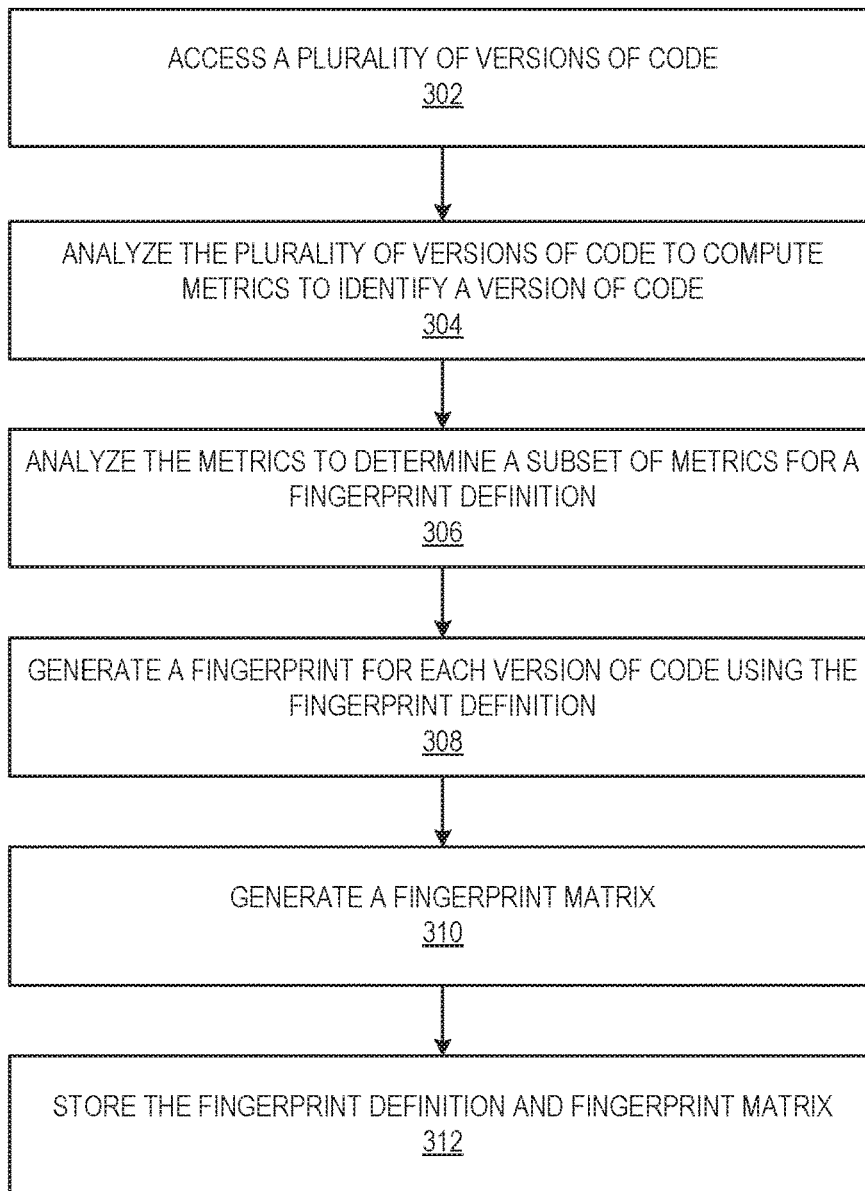 ACCESS A PLURALITY OF VERSIONS OF CODE
302
ANALYZE THE PLURALITY OF VERSIONS OF CODE TO COMPUTE
METRICS TO IDENTIFY A VERSION OF CODE
304
ANALYZE THE METRICS TO DETERMINE A SUBSET OF METRICS FOR A
FINGERPRINT DEFINITION
306
GENERATE A FINGERPRINT FOR EACH VERSION OF CODE USING THE
FINGERPRINT DEFINITION
308
GENERATE A FINGERPRINT MATRIX
310
STORE THE FINGERPRINT DEFINITION AND FINGERPRINT MATRIX
312